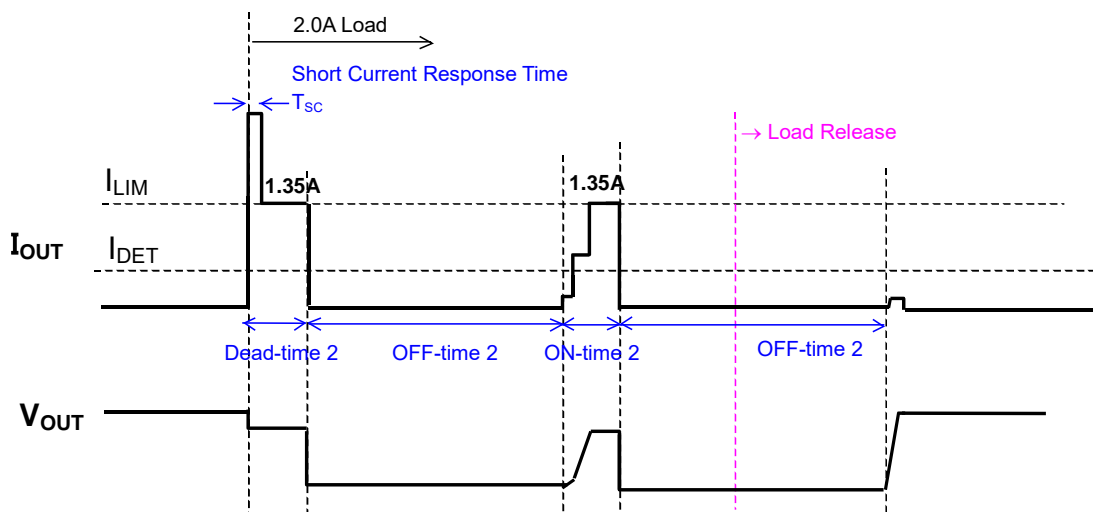 2.0A Load
Short Current Response Time
TSC
→ Load Release
ILIM
1.35A
1.35A
IOUT
IDET
Dead-time 2
OFF-time 2
ON-time 2
OFF-time 2
VOUT